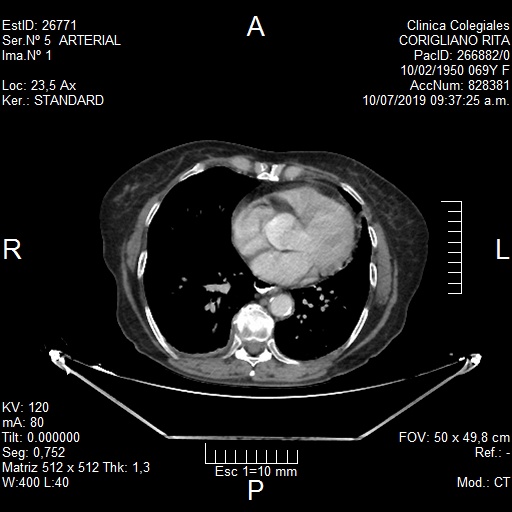 EstID: 26771
Ser.Nº 5 ARTERIAL
Ima.Nº 1
Loc: 23,5 Ax
Ker.: STANDARD
A
Clinica Colegiales
CORIGLIANO RITA
PacID: 266882/0
10/02/1950 069Y F
AccNum: 828381
10/07/2019 09:37:25 a.m.
R
L
KV: 120
mA: 80
Tilt: 0.000000
Seg: 0,752
Matriz 512 x 512 Thk: 1,3
W:400 L:40
Esc 1=10 mm
P
FOV: 50 x 49,8 cm
Ref.: -
Mod.: CT